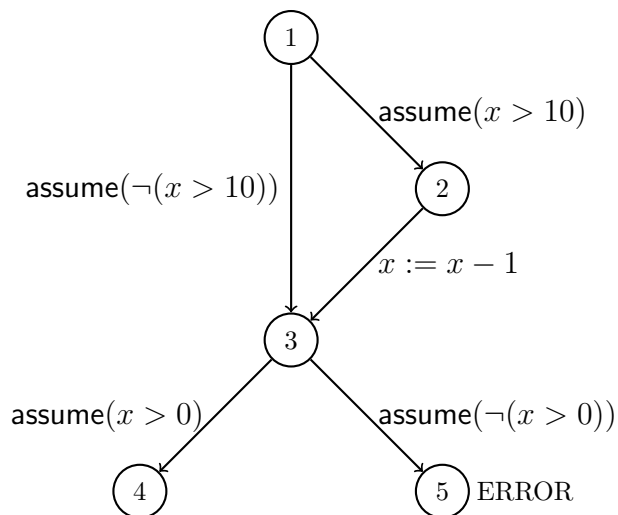 1
assume(x > 10)
assume(¬(x > 10))
2
x := x − 1
3
assume(x > 0)
assume(¬(x > 0))
4
5 ERROR